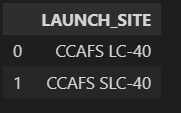 LAUNCH_SITE
0 CCAFS LC-40
1 CCAFS SLC-40